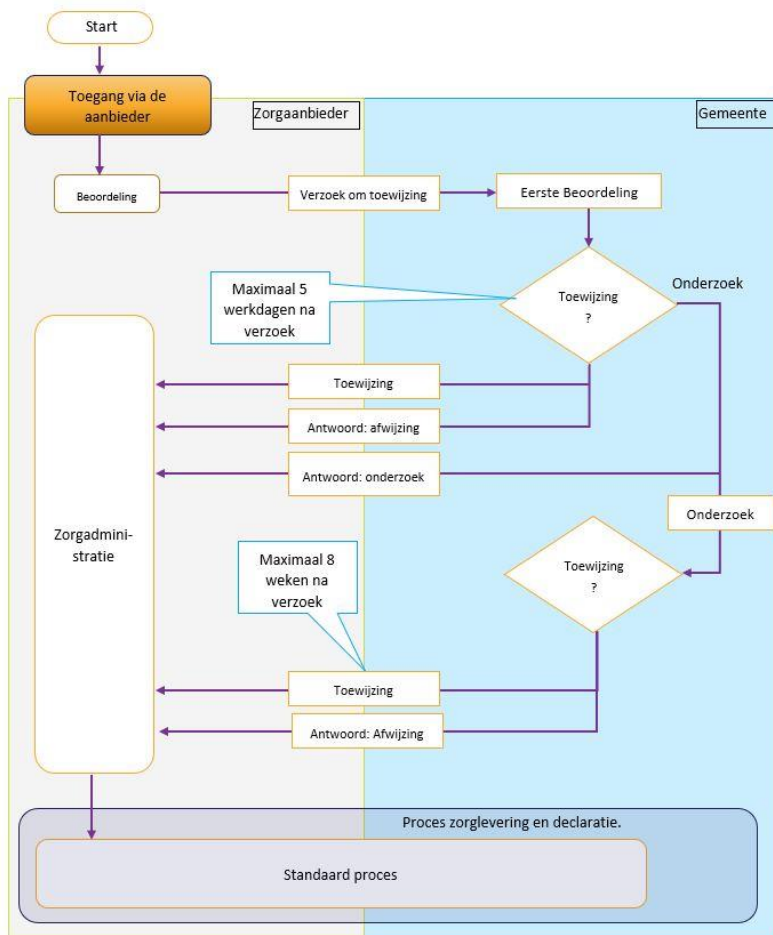 Start
Toegang via de
aanbieder
Zorgaanbieder
Gemeente
Beoordeling
Verzoek om toewijzing
Eerste Beoordeling
Maximaal 5
werkdagen na
verzoek
Toewijzing
?
Onderzoek
Toewijzing
Antwoord: afwijzing
Antwoord: onderzoek
Onderzoek
Zorgadmini-
stratie
Maximaal 8
weken na
verzoek
Toewijzing
?
Toewijzing
Antwoord: Afwijzing
Proces zorglevering en declaratie.
Standaard proces